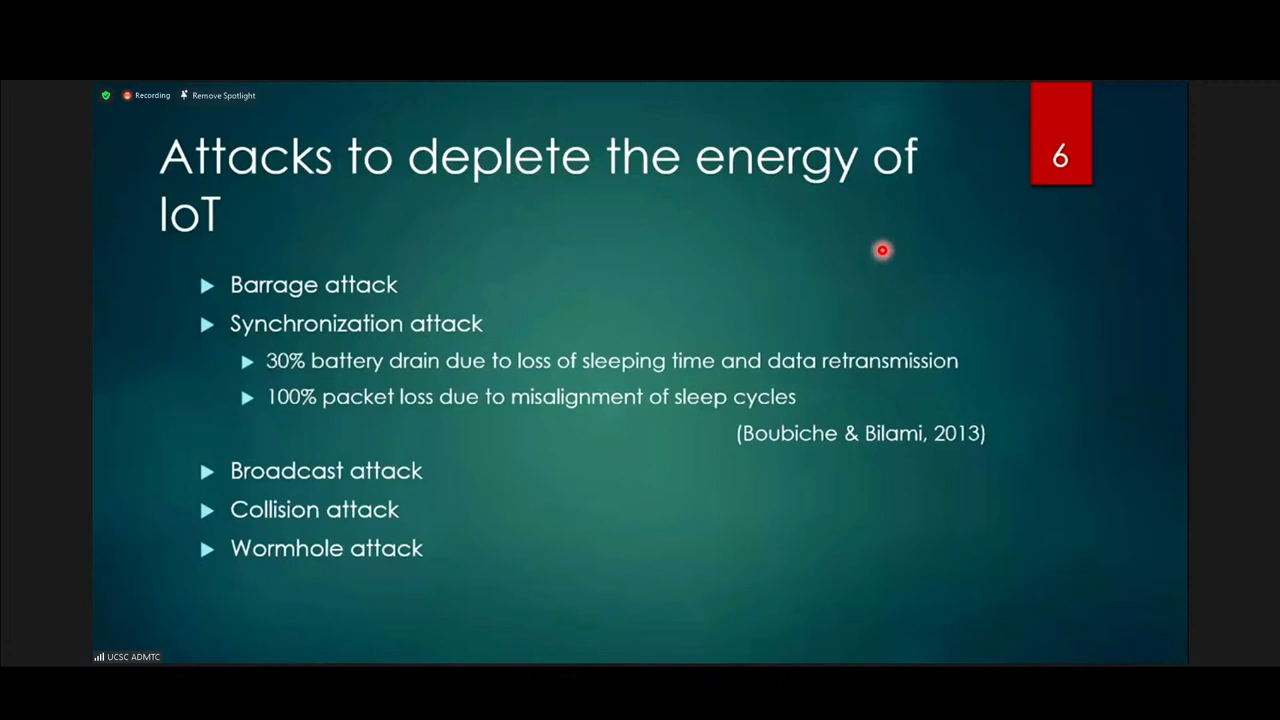 Recording Remove Spotlight
Attacks to deplete the energy of
IoT
6
Barrage attack
Synchronization attack
30% battery drain due to loss of sleeping time and data retransmission
100% packet loss due to misalignment of sleep cycles
(Boubiche & Bilami, 2013)
Broadcast attack
Collision attack
Wormhole attack
UCSC ADMTC